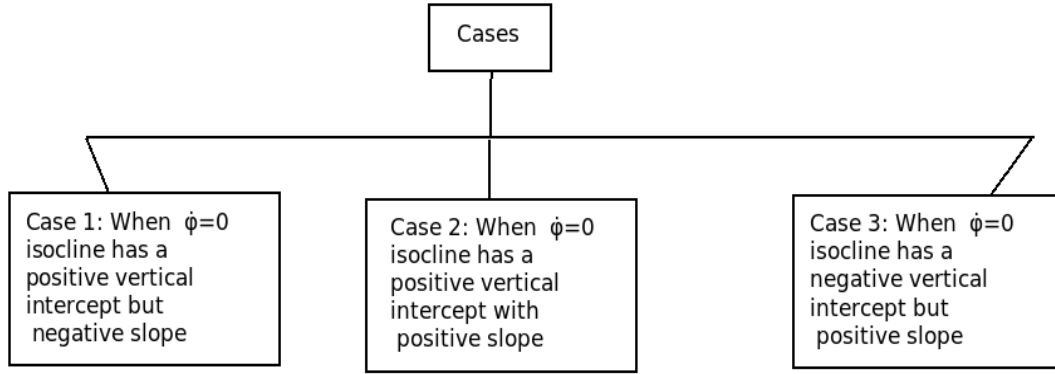 Cases
Case 1: When  φ̇=0
isocline has a
positive vertical
intercept but
negative slope
Case 2: When  φ̇=0
isocline has a
positive vertical
intercept with
positive slope
Case 3: When  φ̇=0
isocline has a
negative vertical
intercept but
positive slope